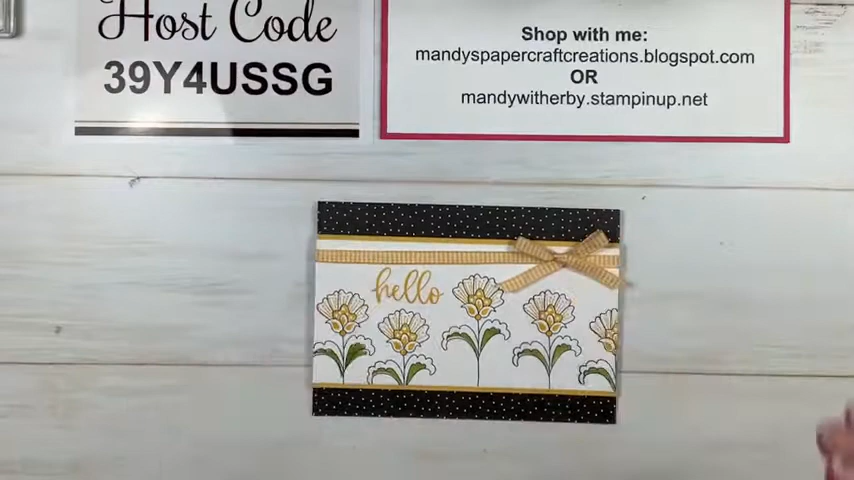 Host Code
39Y4USSG
Shop with me:
mandyspapercraftcreations.blogspot.com
OR
mandywitherby.stampinup.net
hello